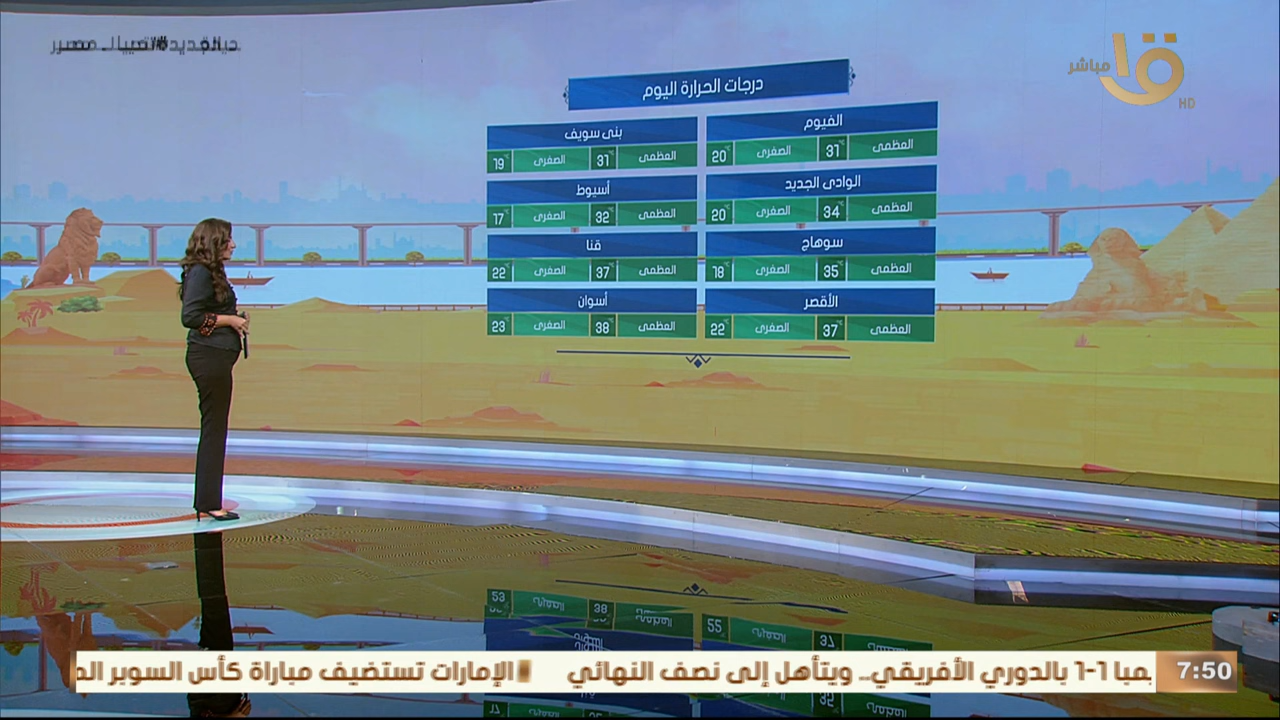 مباشر
HD
درجات الحرارة اليوم
الفيوم
العظمى 31°c الصغرى 20°c
بنى سويف
العظمى 31°c الصغرى 19°c
الوادى الجديد
العظمى 34°c الصغرى 20°c
أسيوط
العظمى 32°c الصغرى 17°c
سوهاج
العظمى 35°c الصغرى 18°c
قنا
العظمى 37°c الصغرى 22°c
الأقصر
العظمى 37°c الصغرى 22°c
أسوان
العظمى 38°c الصغرى 23°c
7:50
1-1 بالدوري الأفريقي.. ويتأهل إلى نصف النهائي
الإمارات تستضيف مباراة كأس السوبر